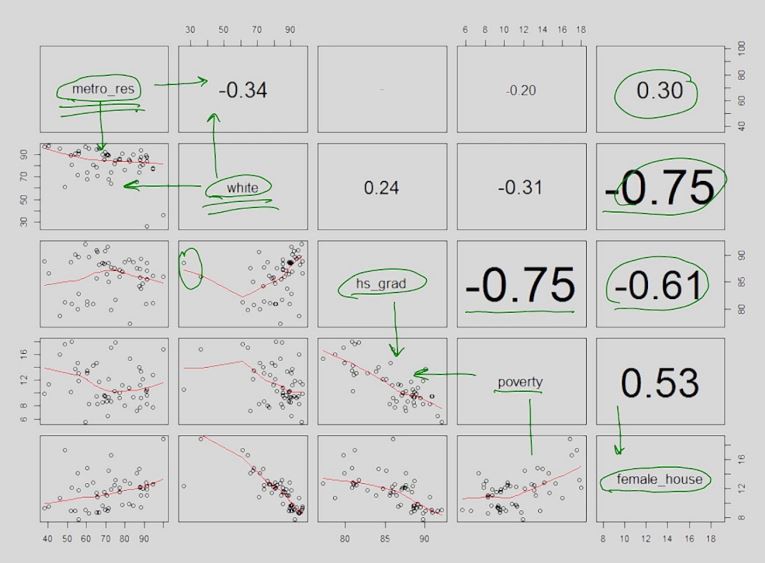 30 50 70 90
6 8 10 12 14 16 18
metro_res
-0.34
-0.20
0.30
40 60 80 100
30 50 70 90
white
0.24
-0.31
-0.75
hs_grad
-0.75
-0.61
80 85 90
6 8 12 16
poverty
0.53
female_house
8 12 16
40 50 60 70 80 90
80 85 90
8 10 12 14 16 18